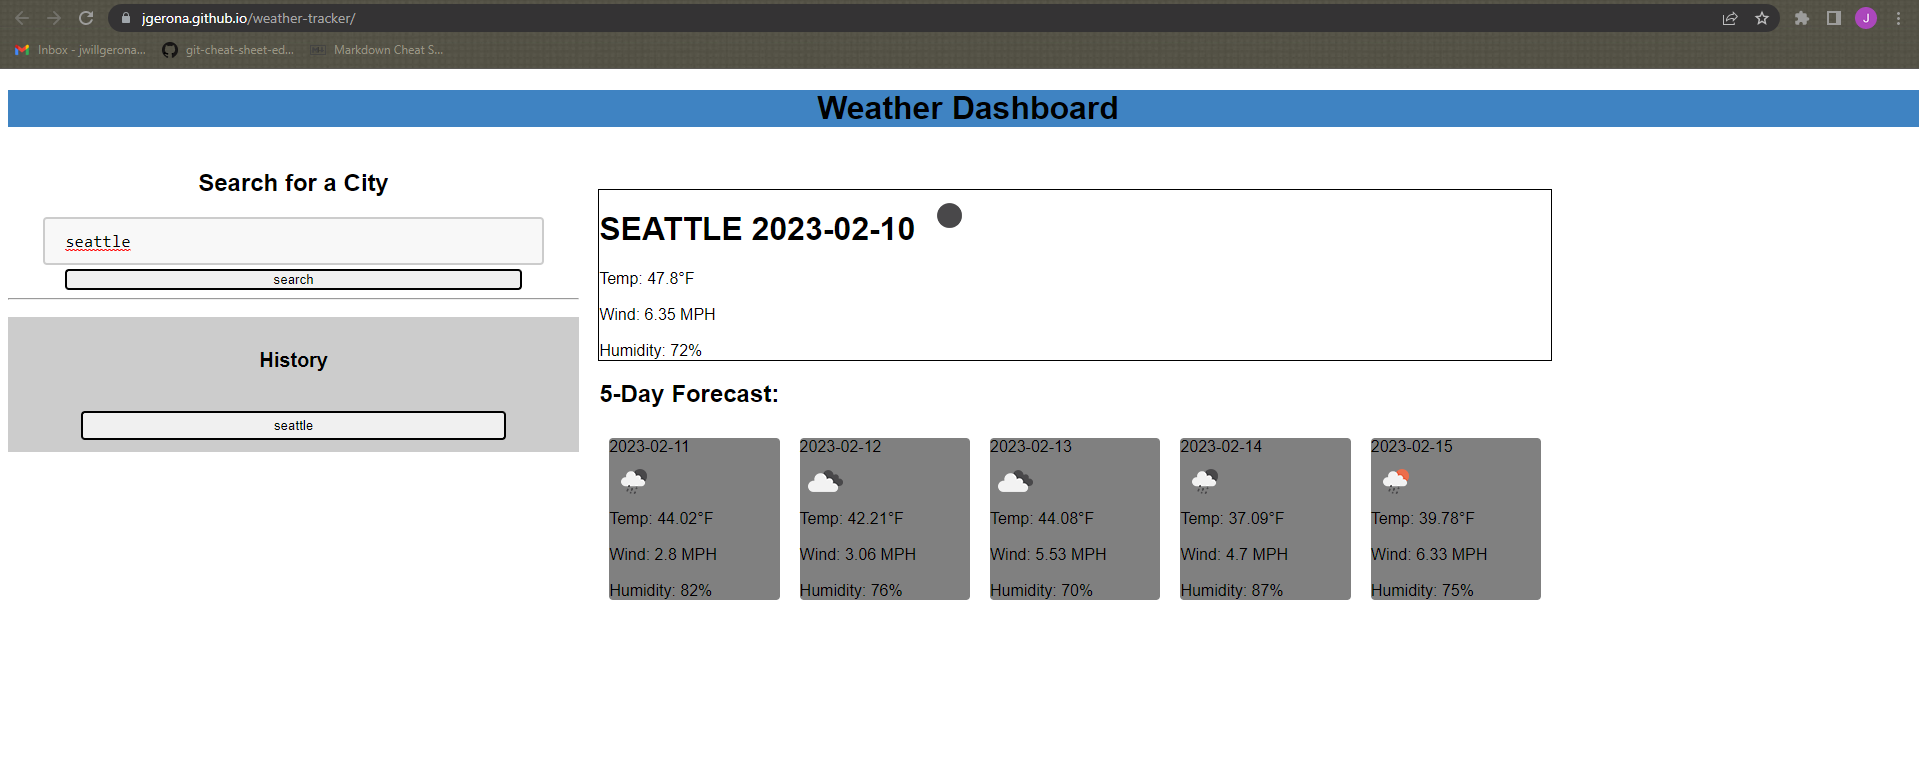 jgerona.github.io/weather-tracker/
J
Inbox - jwillgerona...
git-cheat-sheet-ed...
Markdown Cheat S...
Weather Dashboard
Search for a City
seattle
search
History
seattle
SEATTLE 2023-02-10
Temp: 47.8°F
Wind: 6.35 MPH
Humidity: 72%
5-Day Forecast:
2023-02-11
Temp: 44.02°F
Wind: 2.8 MPH
Humidity: 82%
2023-02-12
Temp: 42.21°F
Wind: 3.06 MPH
Humidity: 76%
2023-02-13
Temp: 44.08°F
Wind: 5.53 MPH
Humidity: 70%
2023-02-14
Temp: 37.09°F
Wind: 4.7 MPH
Humidity: 87%
2023-02-15
Temp: 39.78°F
Wind: 6.33 MPH
Humidity: 75%